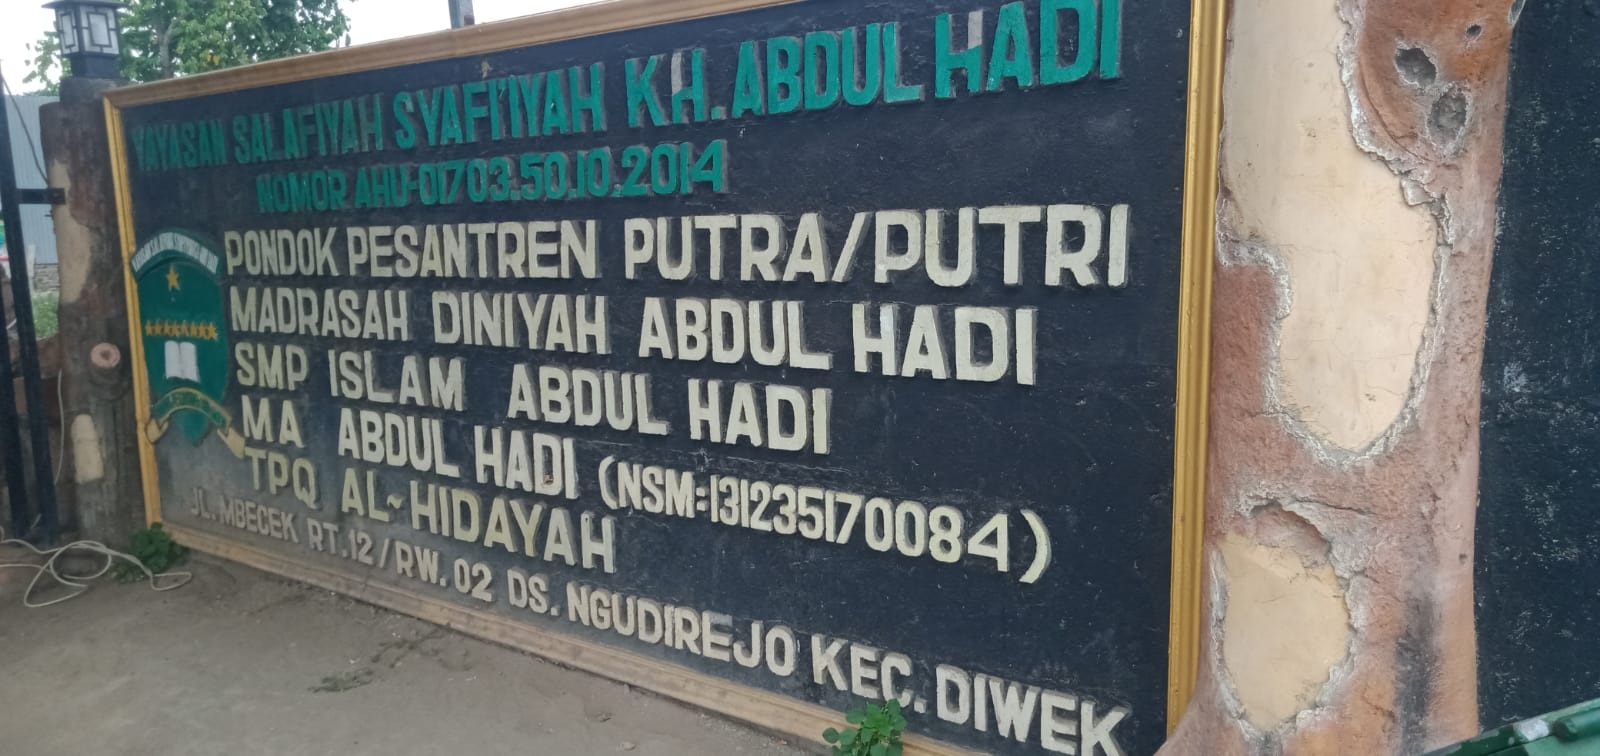 YAYASAN SALAFIYAH SYAFI'IYAH KH. ABDUL HADI
NOMOR AHU-01703.50.10.2014
PONDOK PESANTREN PUTRA/PUTRI
MADRASAH DINIYAH ABDUL HADI
SMP ISLAM ABDUL HADI
MA ABDUL HADI (NSM:131235170084)
TPQ AL-HIDAYAH
JL. MBECEK RT.12/RW.02 DS. NGUDIREJO KEC. DIWEK